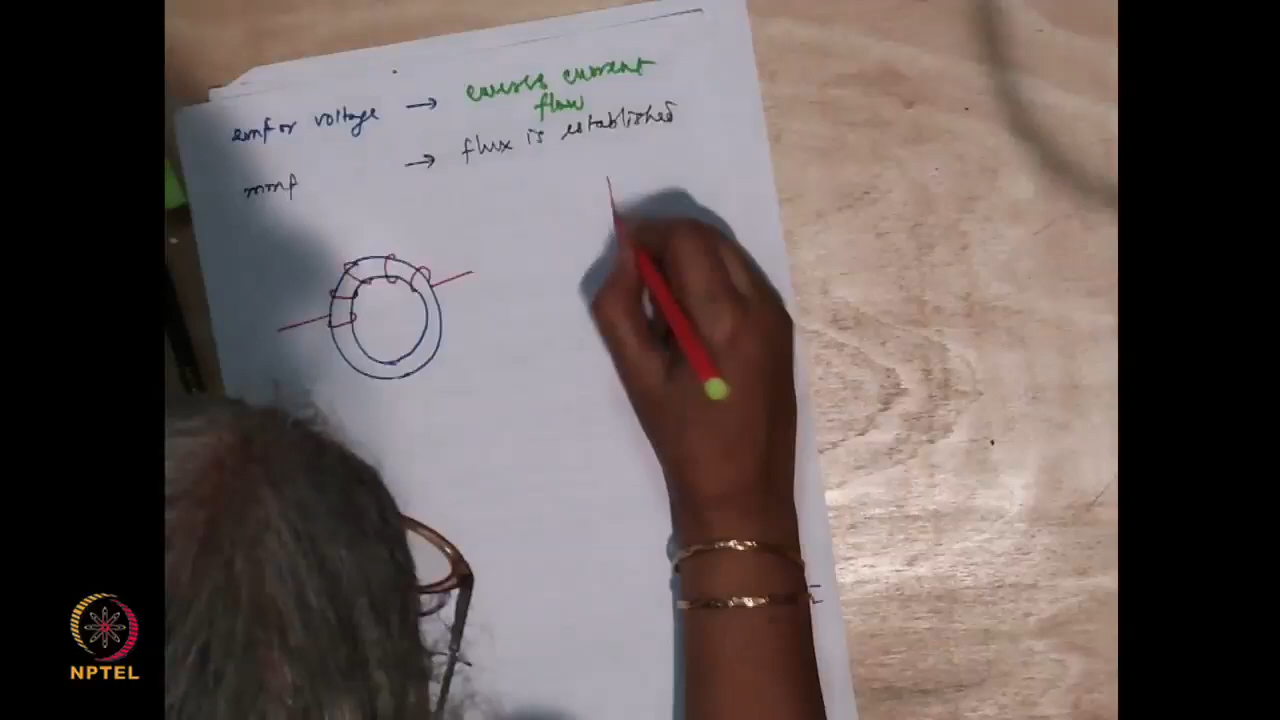 emf or voltage → causes current
flow
mmf → flux is established
NPTEL